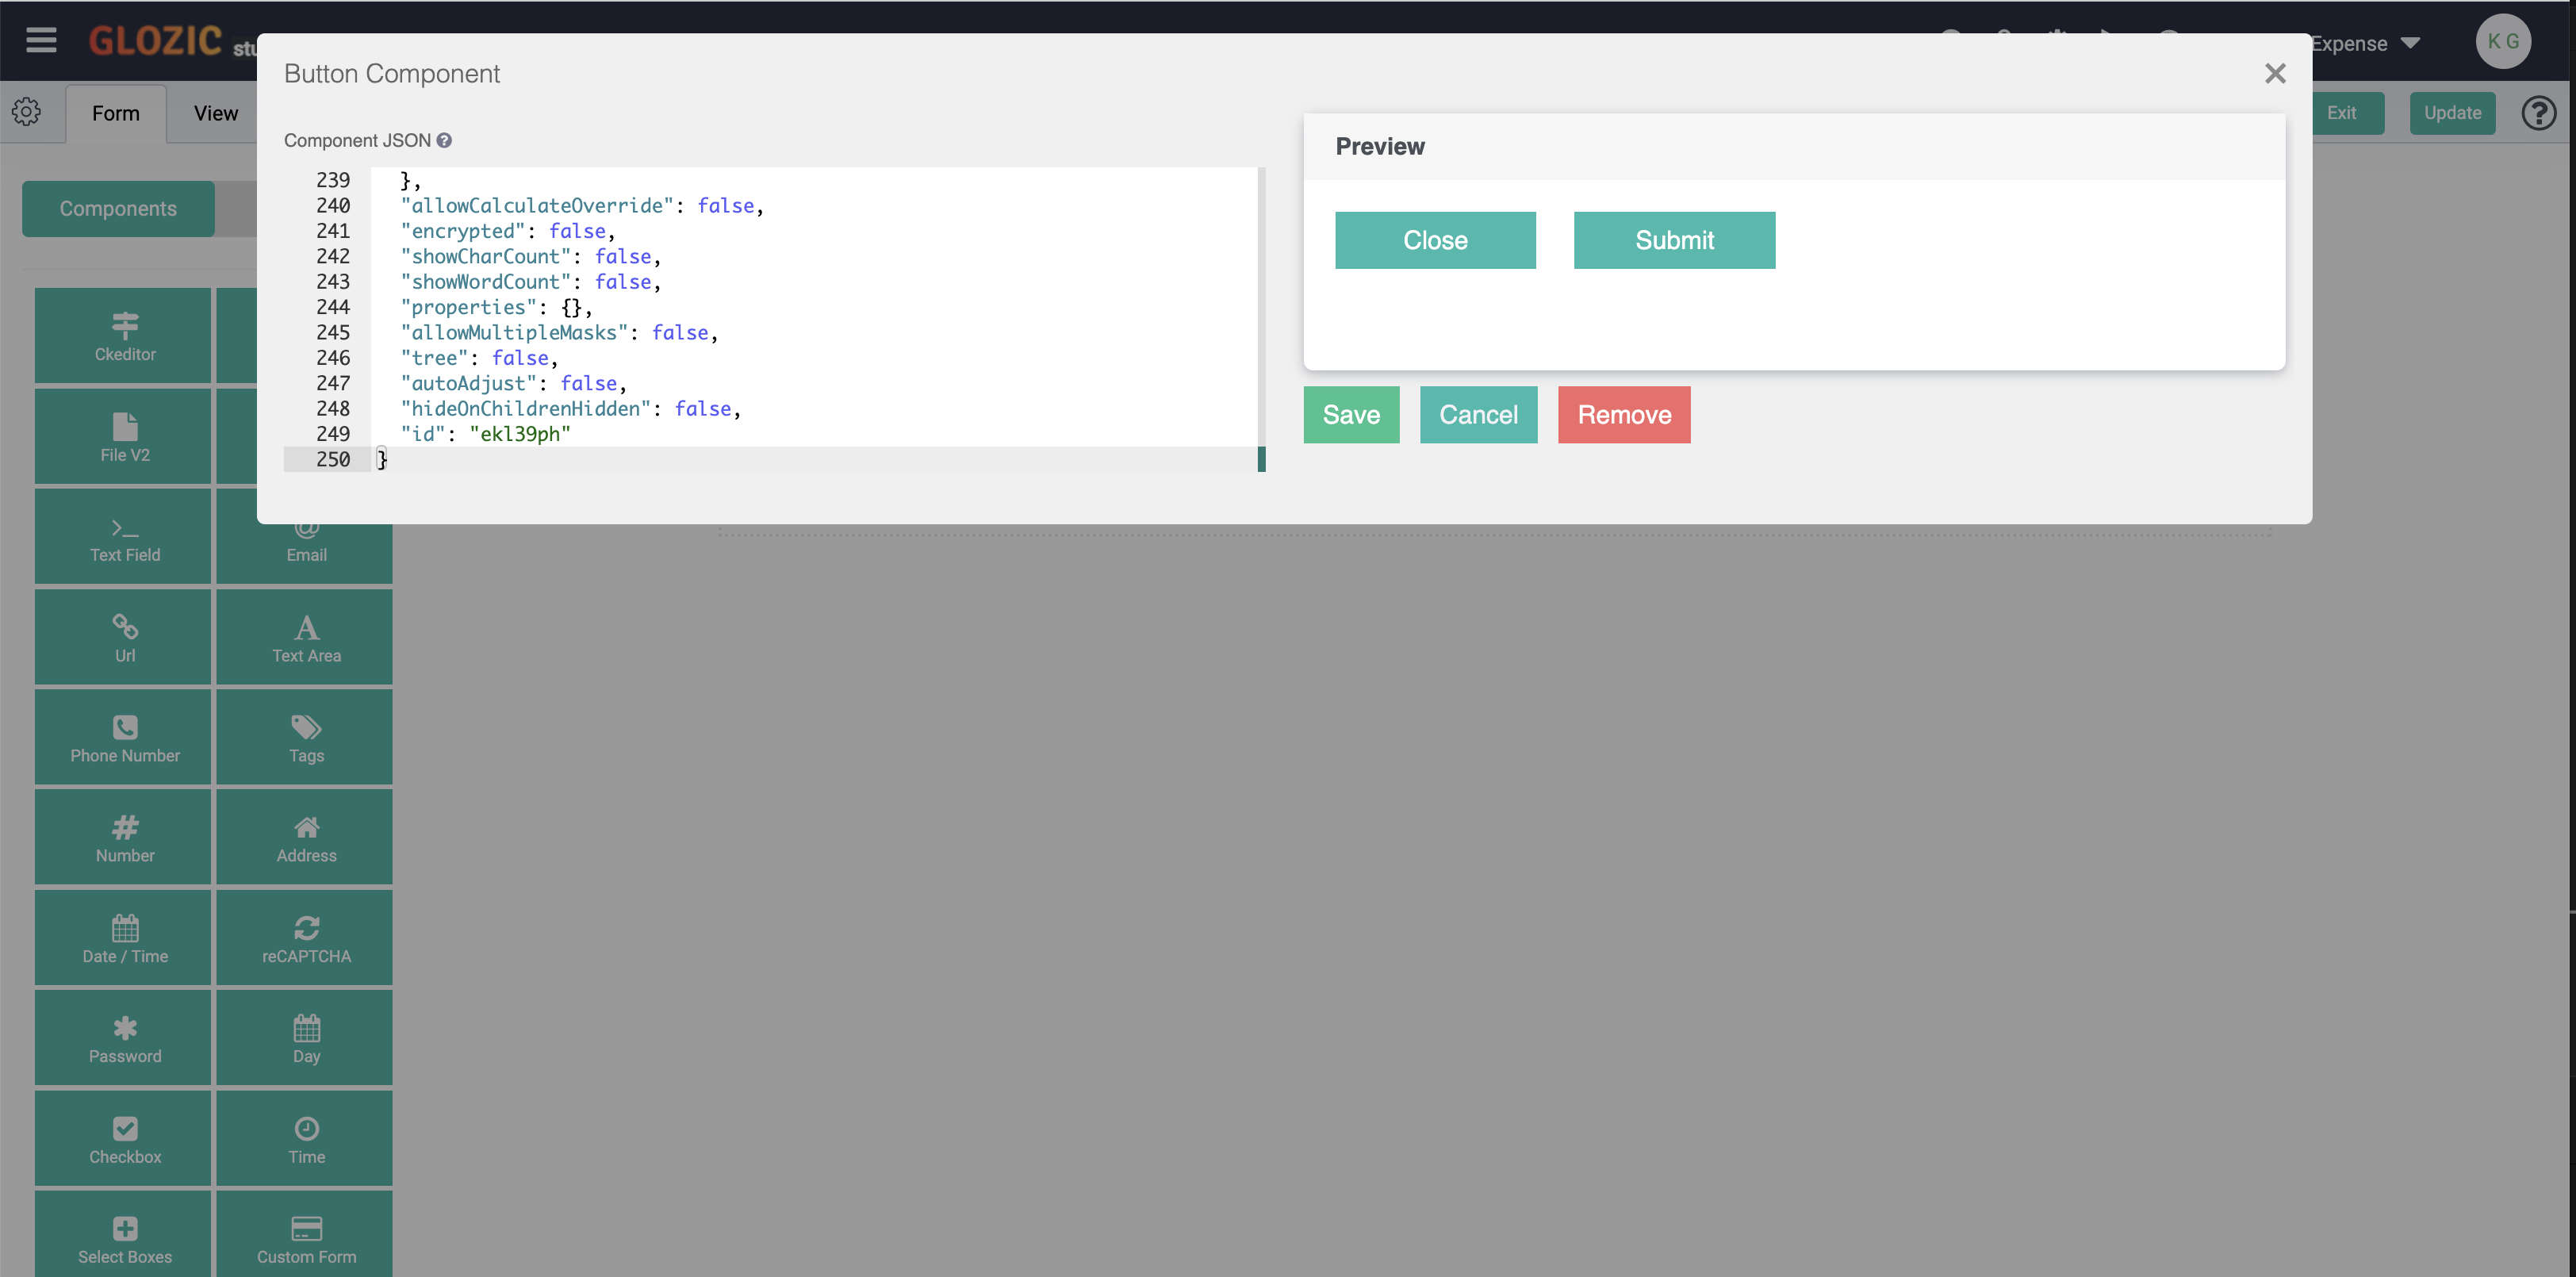 GLOZIC
Expense
K G
Form
View
Exit
Update
?
Button Component
×
Component JSON ?
239 },
240 "allowCalculateOverride": false,
241 "encrypted": false,
242 "showCharCount": false,
243 "showWordCount": false,
244 "properties": {},
245 "allowMultipleMasks": false,
246 "tree": false,
247 "autoAdjust": false,
248 "hideOnChildrenHidden": false,
249 "id": "ekl39ph"
250 }
Preview
Close
Submit
Save
Cancel
Remove
Components
Ckeditor
File V2
Text Field
Email
Url
Text Area
Phone Number
Tags
Number
Address
Date / Time
reCAPTCHA
Password
Day
Checkbox
Time
Select Boxes
Custom Form